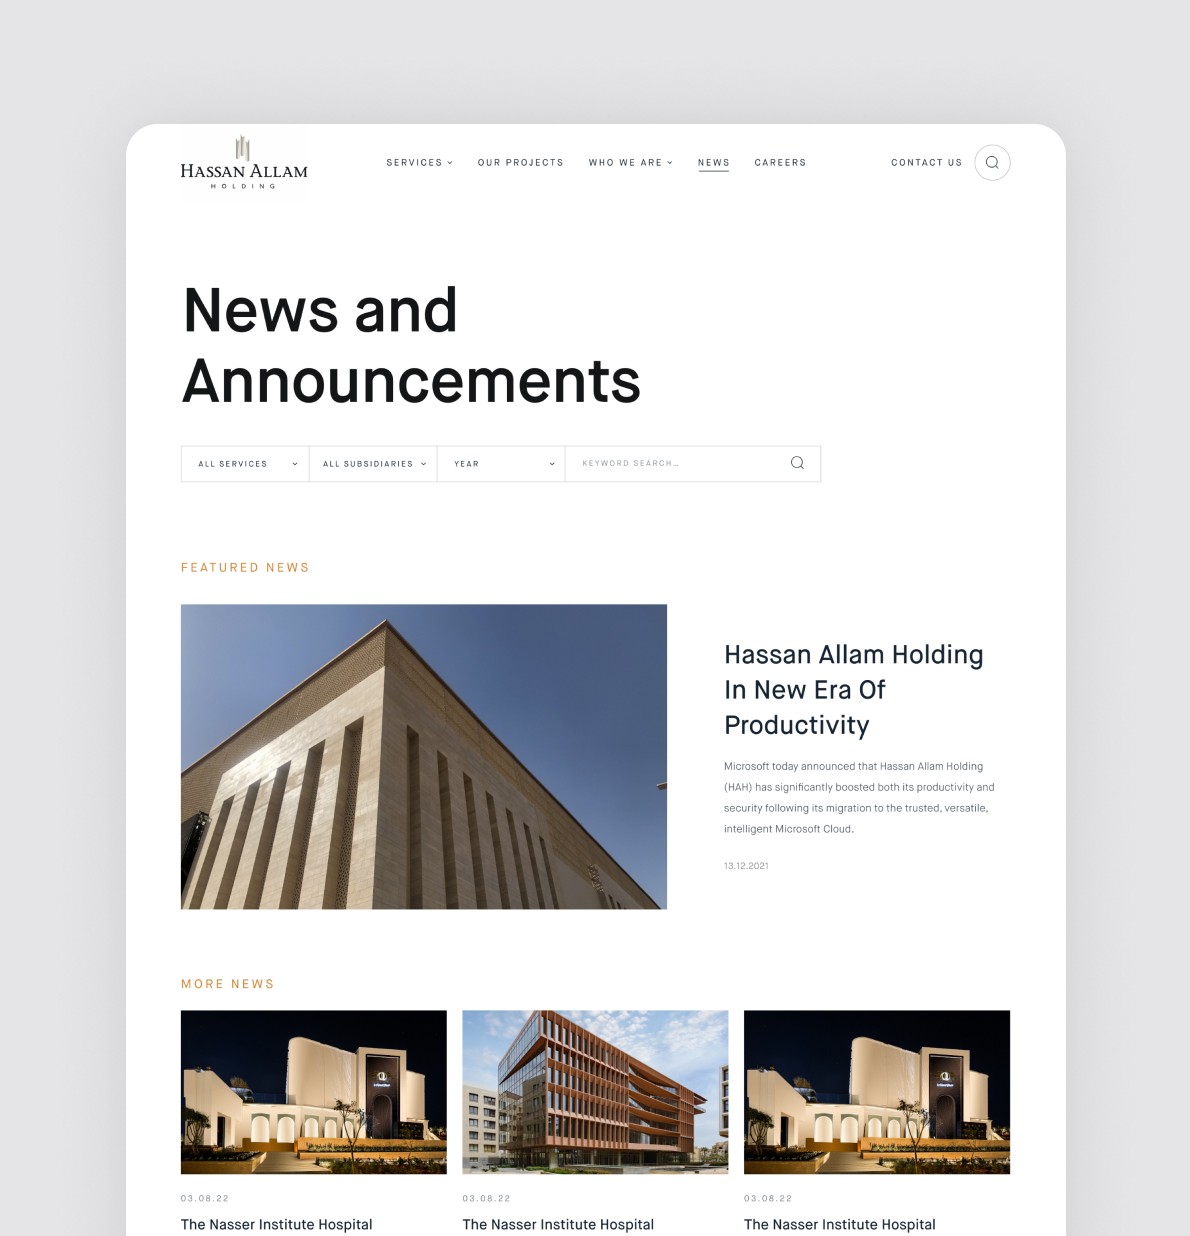 HASSAN ALLAM
HOLDING
SERVICES
OUR PROJECTS
WHO WE ARE
NEWS
CAREERS
CONTACT US
News and
Announcements
ALL SERVICES
ALL SUBSIDIARIES
YEAR
KEYWORD SEARCH...
FEATURED NEWS
Hassan Allam Holding
In New Era Of
Productivity
Microsoft today announced that Hassan Allam Holding
(HAH) has significantly boosted both its productivity and
security following its migration to the trusted, versatile,
intelligent Microsoft Cloud.
13.12.2021
MORE NEWS
03.08.22
The Nasser Institute Hospital
03.08.22
The Nasser Institute Hospital
03.08.22
The Nasser Institute Hospital